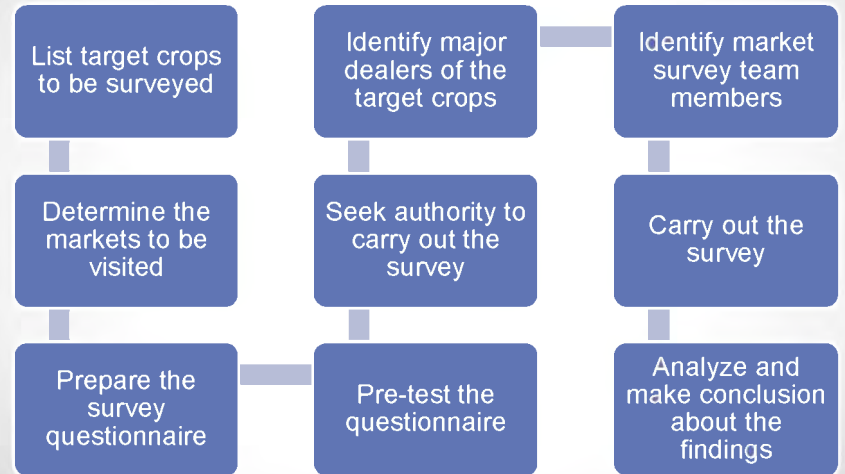 List target crops
to be surveyed
Determine the
markets to be
visited
Prepare the
survey
questionnaire
Pre-test the
questionnaire
Seek authority to
carry out the
survey
Identify major
dealers of the
target crops
Identify market
survey team
members
Carry out the
survey
Analyze and
make conclusion
about the
findings